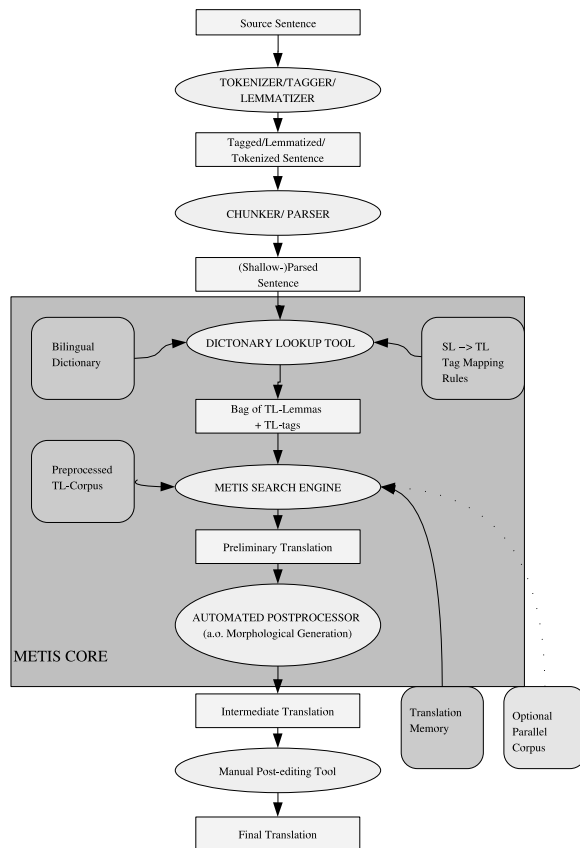 Source Sentence
TOKENIZER/TAGGER/
LEMMATIZER
Tagged/Lemmatized/
Tokenized Sentence
CHUNKER/ PARSER
(Shallow-)Parsed
Sentence
Bilingual
Dictionary
DICTONARY LOOKUP TOOL
SL −> TL
Tag Mapping
Rules
Bag of TL-Lemmas
+ TL-tags
Preprocessed
TL-Corpus
METIS SEARCH ENGINE
Preliminary Translation
AUTOMATED POSTPROCESSOR
(a.o. Morphological Generation)
METIS CORE
Intermediate Translation
Translation
Memory
Optional
Parallel
Corpus
Manual Post-editing Tool
Final Translation